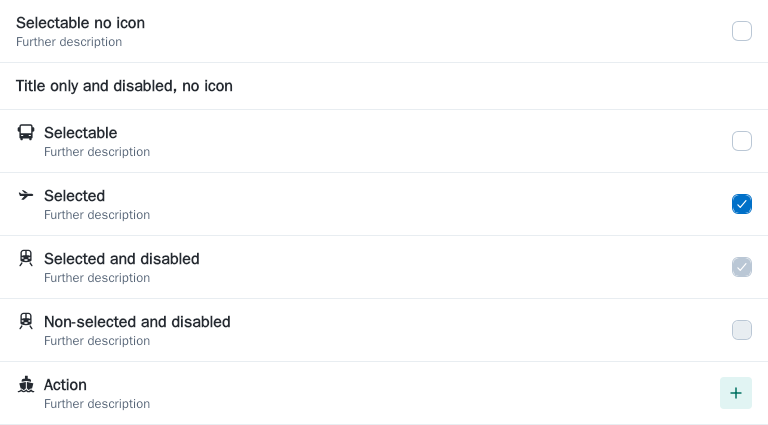 Selectable no icon
Further description
Title only and disabled, no icon
Selectable
Further description
Selected
Further description
Selected and disabled
Further description
Non-selected and disabled
Further description
Action
Further description